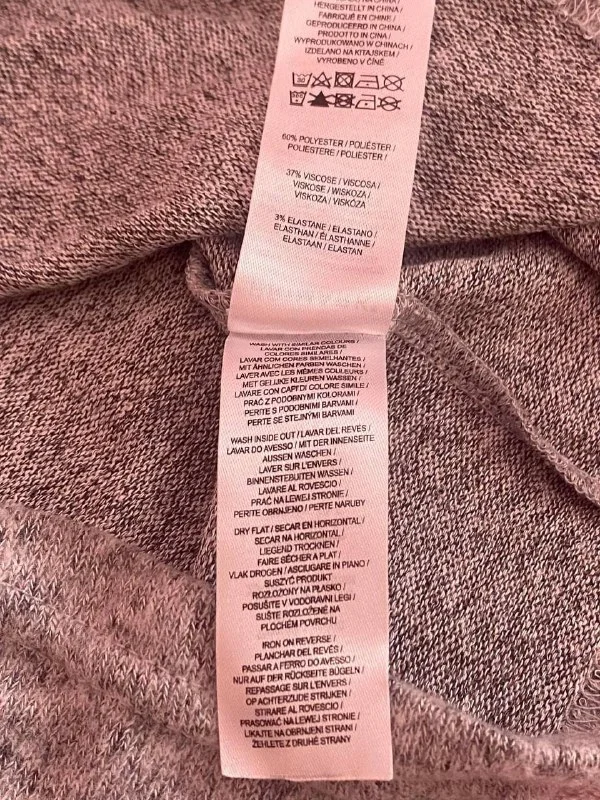 HERGESTELLT IN CHINA /
FABRIQUÉ EN CHINE /
GEPRODUCEERD IN CHINA /
PRODOTTO IN CINA /
WYPRODUKOWANO W CHINACH /
IZDELANO NA KITAJSKEM /
VYROBENO V ČÍNĚ
60% POLYESTER / POLIÉSTER /
POLIESTERE / POLIESTER /
37% VISCOSE / VISCOSA /
VISKOSE / WISKOZA /
VISKOZA / VISKÓZA
3% ELASTANE / ELASTANO /
ELASTHAN / ÉLASTHANNE /
ELASTAAN / ELASTAN
WASH WITH SIMILAR COLOURS /
LAVAR CON PRENDAS DE
COLORES SIMILARES /
LAVAR COM CORES SEMELHANTES /
MIT ÄHNLICHEN FARBEN WASCHEN /
LAVER AVEC LES MÊMES COULEURS /
MET GELIJKE KLEUREN WASSEN /
LAVARE CON CAPI DI COLORE SIMILE /
PRAĆ Z PODOBNYMI KOLORAMI /
PERITE S PODOBNIMI BARVAMI /
PERTE SE STEJNÝMI BARVAMI
WASH INSIDE OUT / LAVAR DEL REVÉS /
LAVAR DO AVESSO / MIT DER INNENSEITE
AUSSEN WASCHEN /
LAVER SUR L'ENVERS /
BINNENSTEBUITEN WASSEN /
LAVARE AL ROVESCIO /
PRAĆ NA LEWEJ STRONIE /
PERITE OBRNJENO / PERTE NARUBY
DRY FLAT / SECAR EN HORIZONTAL /
SECAR NA HORIZONTAL /
LIEGEND TROCKNEN /
FAIRE SÉCHER A PLAT /
VLAK DROGEN / ASCIUGARE IN PIANO /
SUSZYĆ PRODUKT
ROZŁOŻONY NA PŁASKO /
POSUŠITE V VODORAVNI LEGI /
SUŠTE ROZLOŽENÉ NA
PLOCHÉM POVRCHU
IRON ON REVERSE /
PLANCHAR DEL REVÉS /
PASSAR A FERRO DO AVESSO /
NUR AUF DER RÜCKSEITE BÜGELN /
REPASSAGE SUR L'ENVERS /
OP ACHTERZIJDE STRIJKEN /
STIRARE AL ROVESCIO /
PRASOWAĆ NA LEWEJ STRONIE /
LIKAJTE NA OBRNJENI STRANI /
ŽEHLETE Z DRUHÉ STRANY